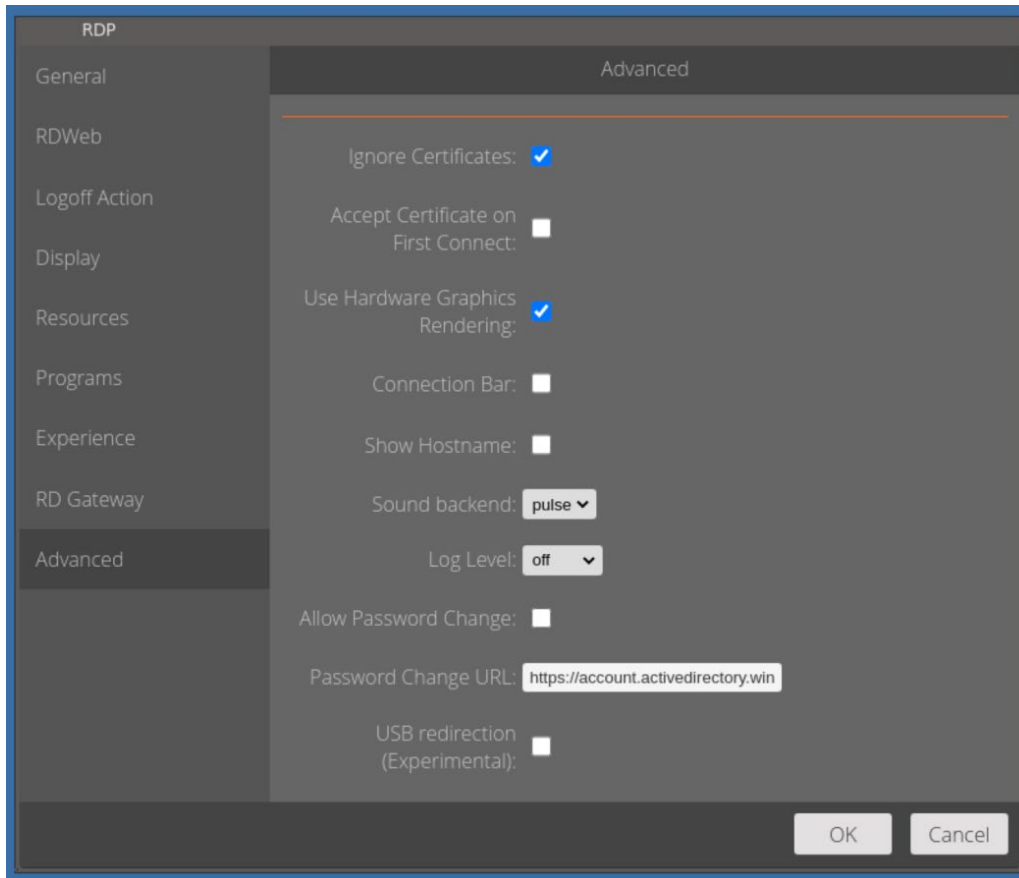 RDP
General
RDWeb
Logoff Action
Display
Resources
Programs
Experience
RD Gateway
Advanced
Advanced
Ignore Certificates:
Accept Certificate on
First Connect:
Use Hardware Graphics
Rendering:
Connection Bar:
Show Hostname:
Sound backend: pulse
Log Level: off
Allow Password Change:
Password Change URL: https://account.activedirectory.win
USB redirection
(Experimental):
OK Cancel